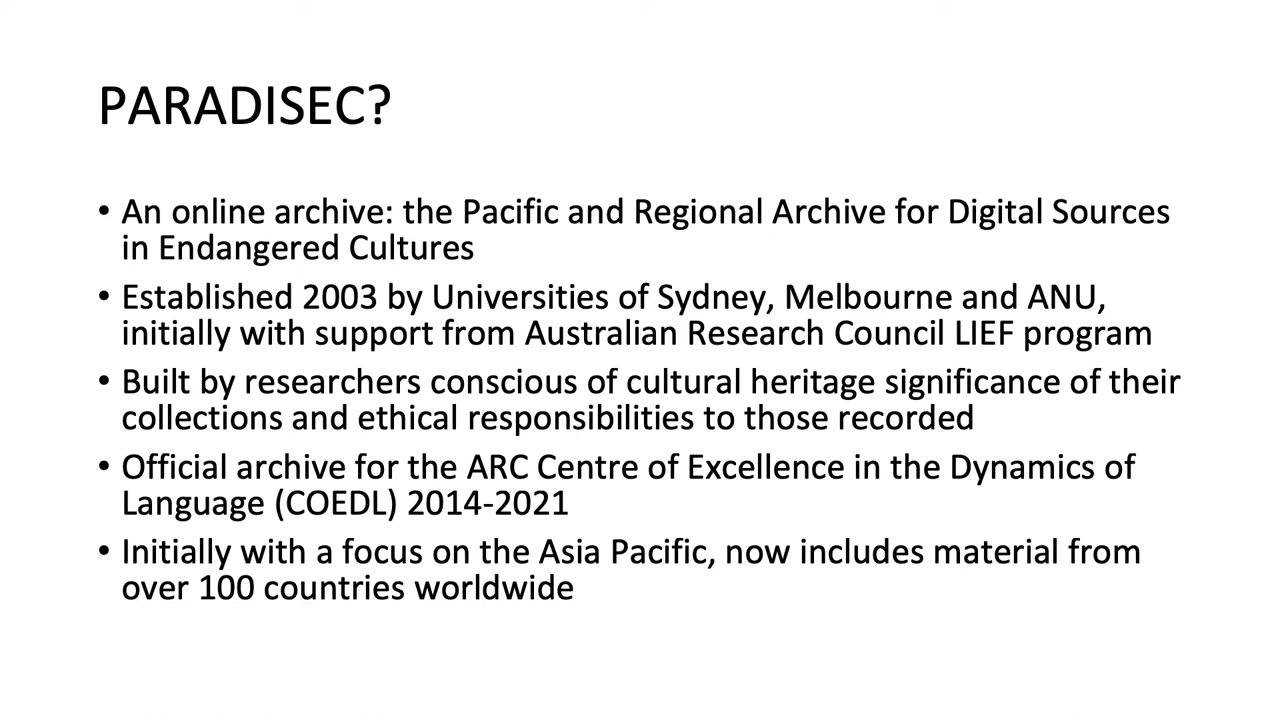 PARADISEC?
• An online archive: the Pacific and Regional Archive for Digital Sources
in Endangered Cultures
• Established 2003 by Universities of Sydney, Melbourne and ANU,
initially with support from Australian Research Council LIEF program
• Built by researchers conscious of cultural heritage significance of their
collections and ethical responsibilities to those recorded
• Official archive for the ARC Centre of Excellence in the Dynamics of
Language (COEDL) 2014-2021
• Initially with a focus on the Asia Pacific, now includes material from
over 100 countries worldwide